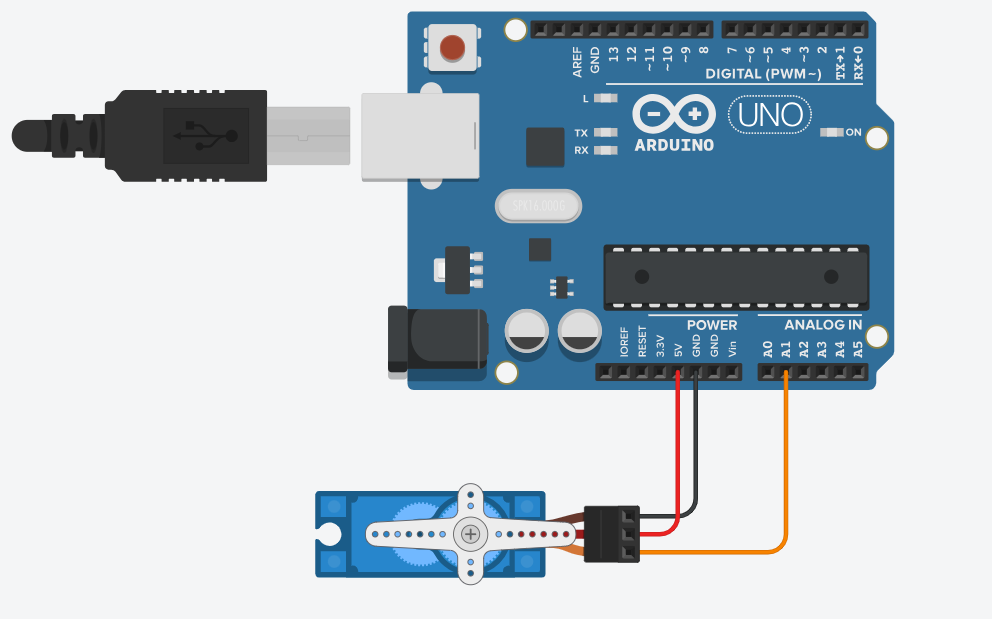 AREF
GND
13
12
~11
~10
~9
8
7
~6
~5
4
~3
2
TX→1
RX←0
DIGITAL (PWM~)
L
TX
RX
UNO
ARDUINO
ON
SPK16.000G
POWER
ANALOG IN
IOREF
RESET
3.3V
5V
GND
GND
Vin
A0
A1
A2
A3
A4
A5